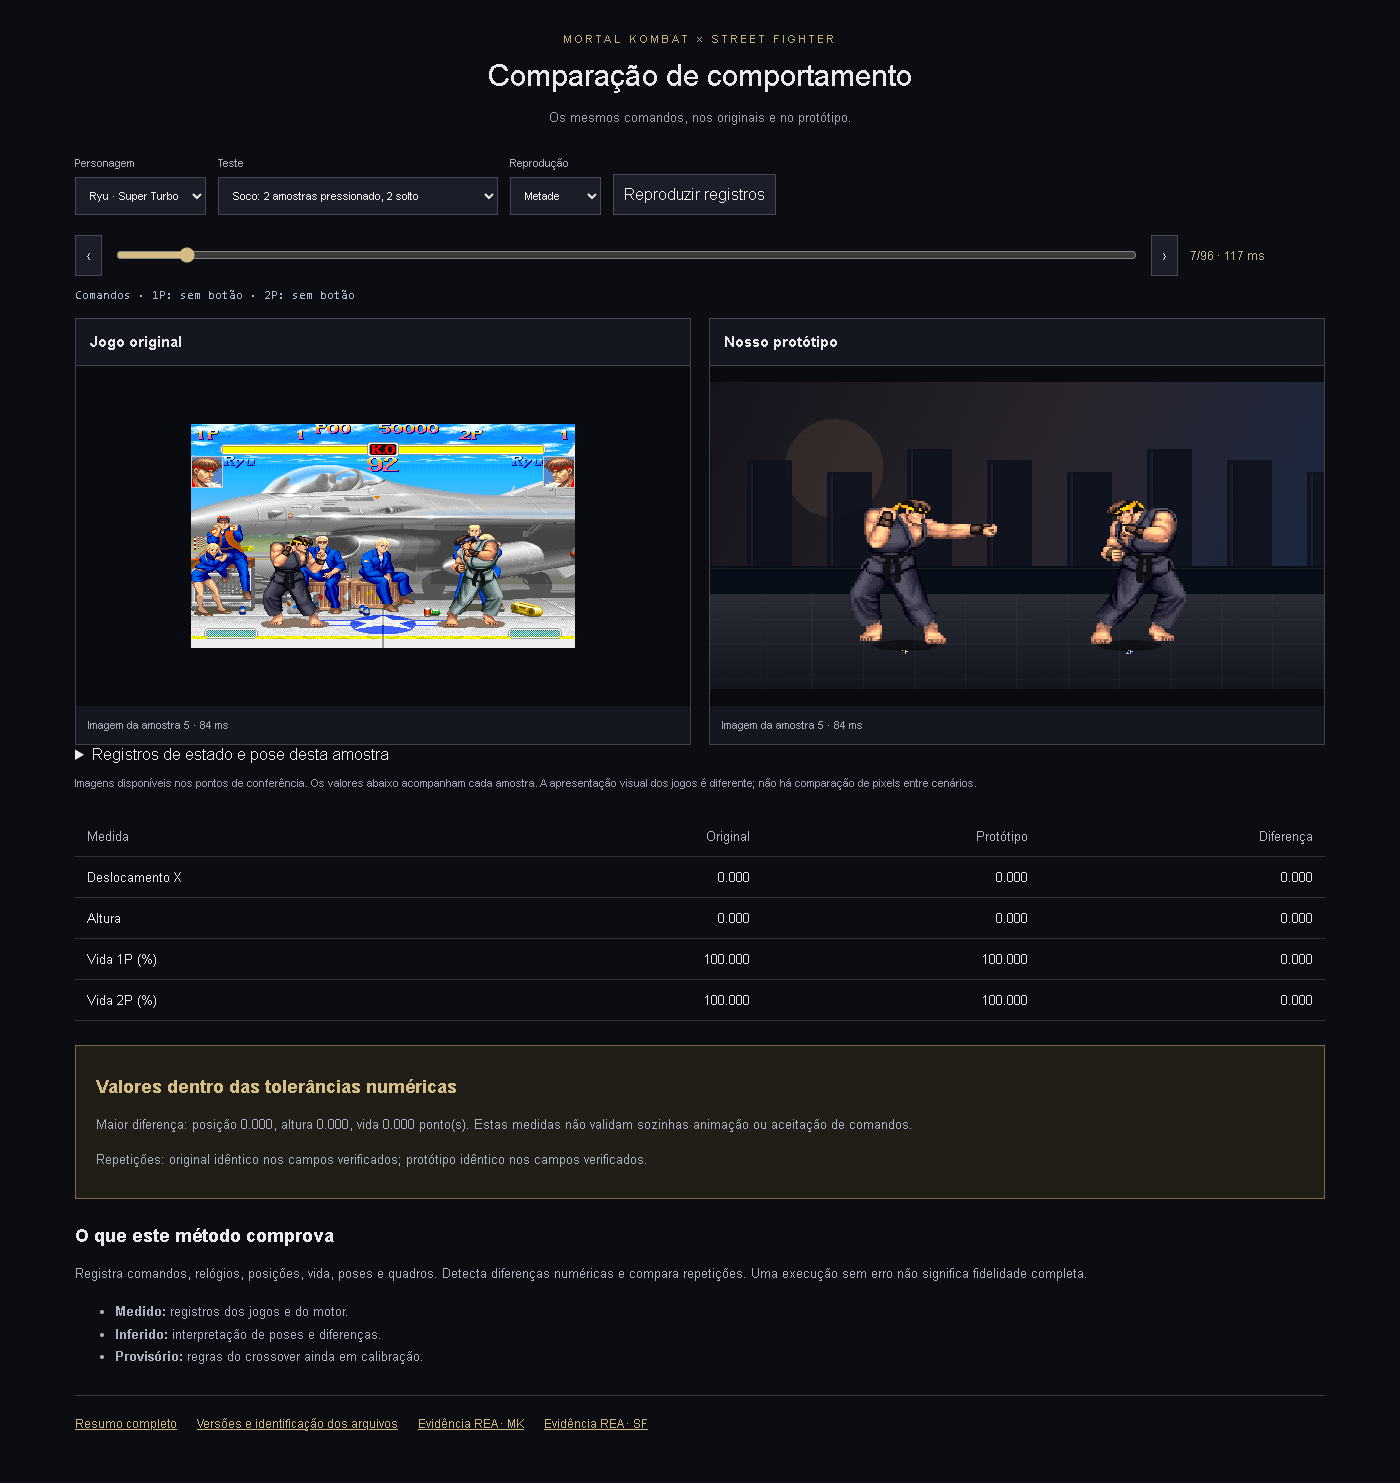 MORTAL KOMBAT × STREET FIGHTER
Comparação de comportamento
Os mesmos comandos, nos originais e no protótipo.
Personagem
Teste
Reprodução
Ryu · Super Turbo
Soco: 2 amostras pressionado, 2 solto
Metade
Reproduzir registros
‹
›
7/96 · 117 ms
Comandos · 1P: sem botão · 2P: sem botão
Jogo original
Nosso protótipo
1P 1 P00 50000 2P 1
K.O
Ryu 92 Ryu
1P
2P
Imagem da amostra 5 · 84 ms
Imagem da amostra 5 · 84 ms
Registros de estado e pose desta amostra
Imagens disponíveis nos pontos de conferência. Os valores abaixo acompanham cada amostra. A apresentação visual dos jogos é diferente; não há comparação de pixels entre cenários.
Medida Original Protótipo Diferença
Deslocamento X 0.000 0.000 0.000
Altura 0.000 0.000 0.000
Vida 1P (%) 100.000 100.000 0.000
Vida 2P (%) 100.000 100.000 0.000
Valores dentro das tolerâncias numéricas
Maior diferença: posição 0.000, altura 0.000, vida 0.000 ponto(s). Estas medidas não validam sozinhas animação ou aceitação de comandos.
Repetições: original idêntico nos campos verificados; protótipo idêntico nos campos verificados.
O que este método comprova
Registra comandos, relógios, posições, vida, poses e quadros. Detecta diferenças numéricas e compara repetições. Uma execução sem erro não significa fidelidade completa.
• Medido: registros dos jogos e do motor.
• Inferido: interpretação de poses e diferenças.
• Provisório: regras do crossover ainda em calibração.
Resumo completo Versões e identificação dos arquivos Evidência REA · MK Evidência REA · SF